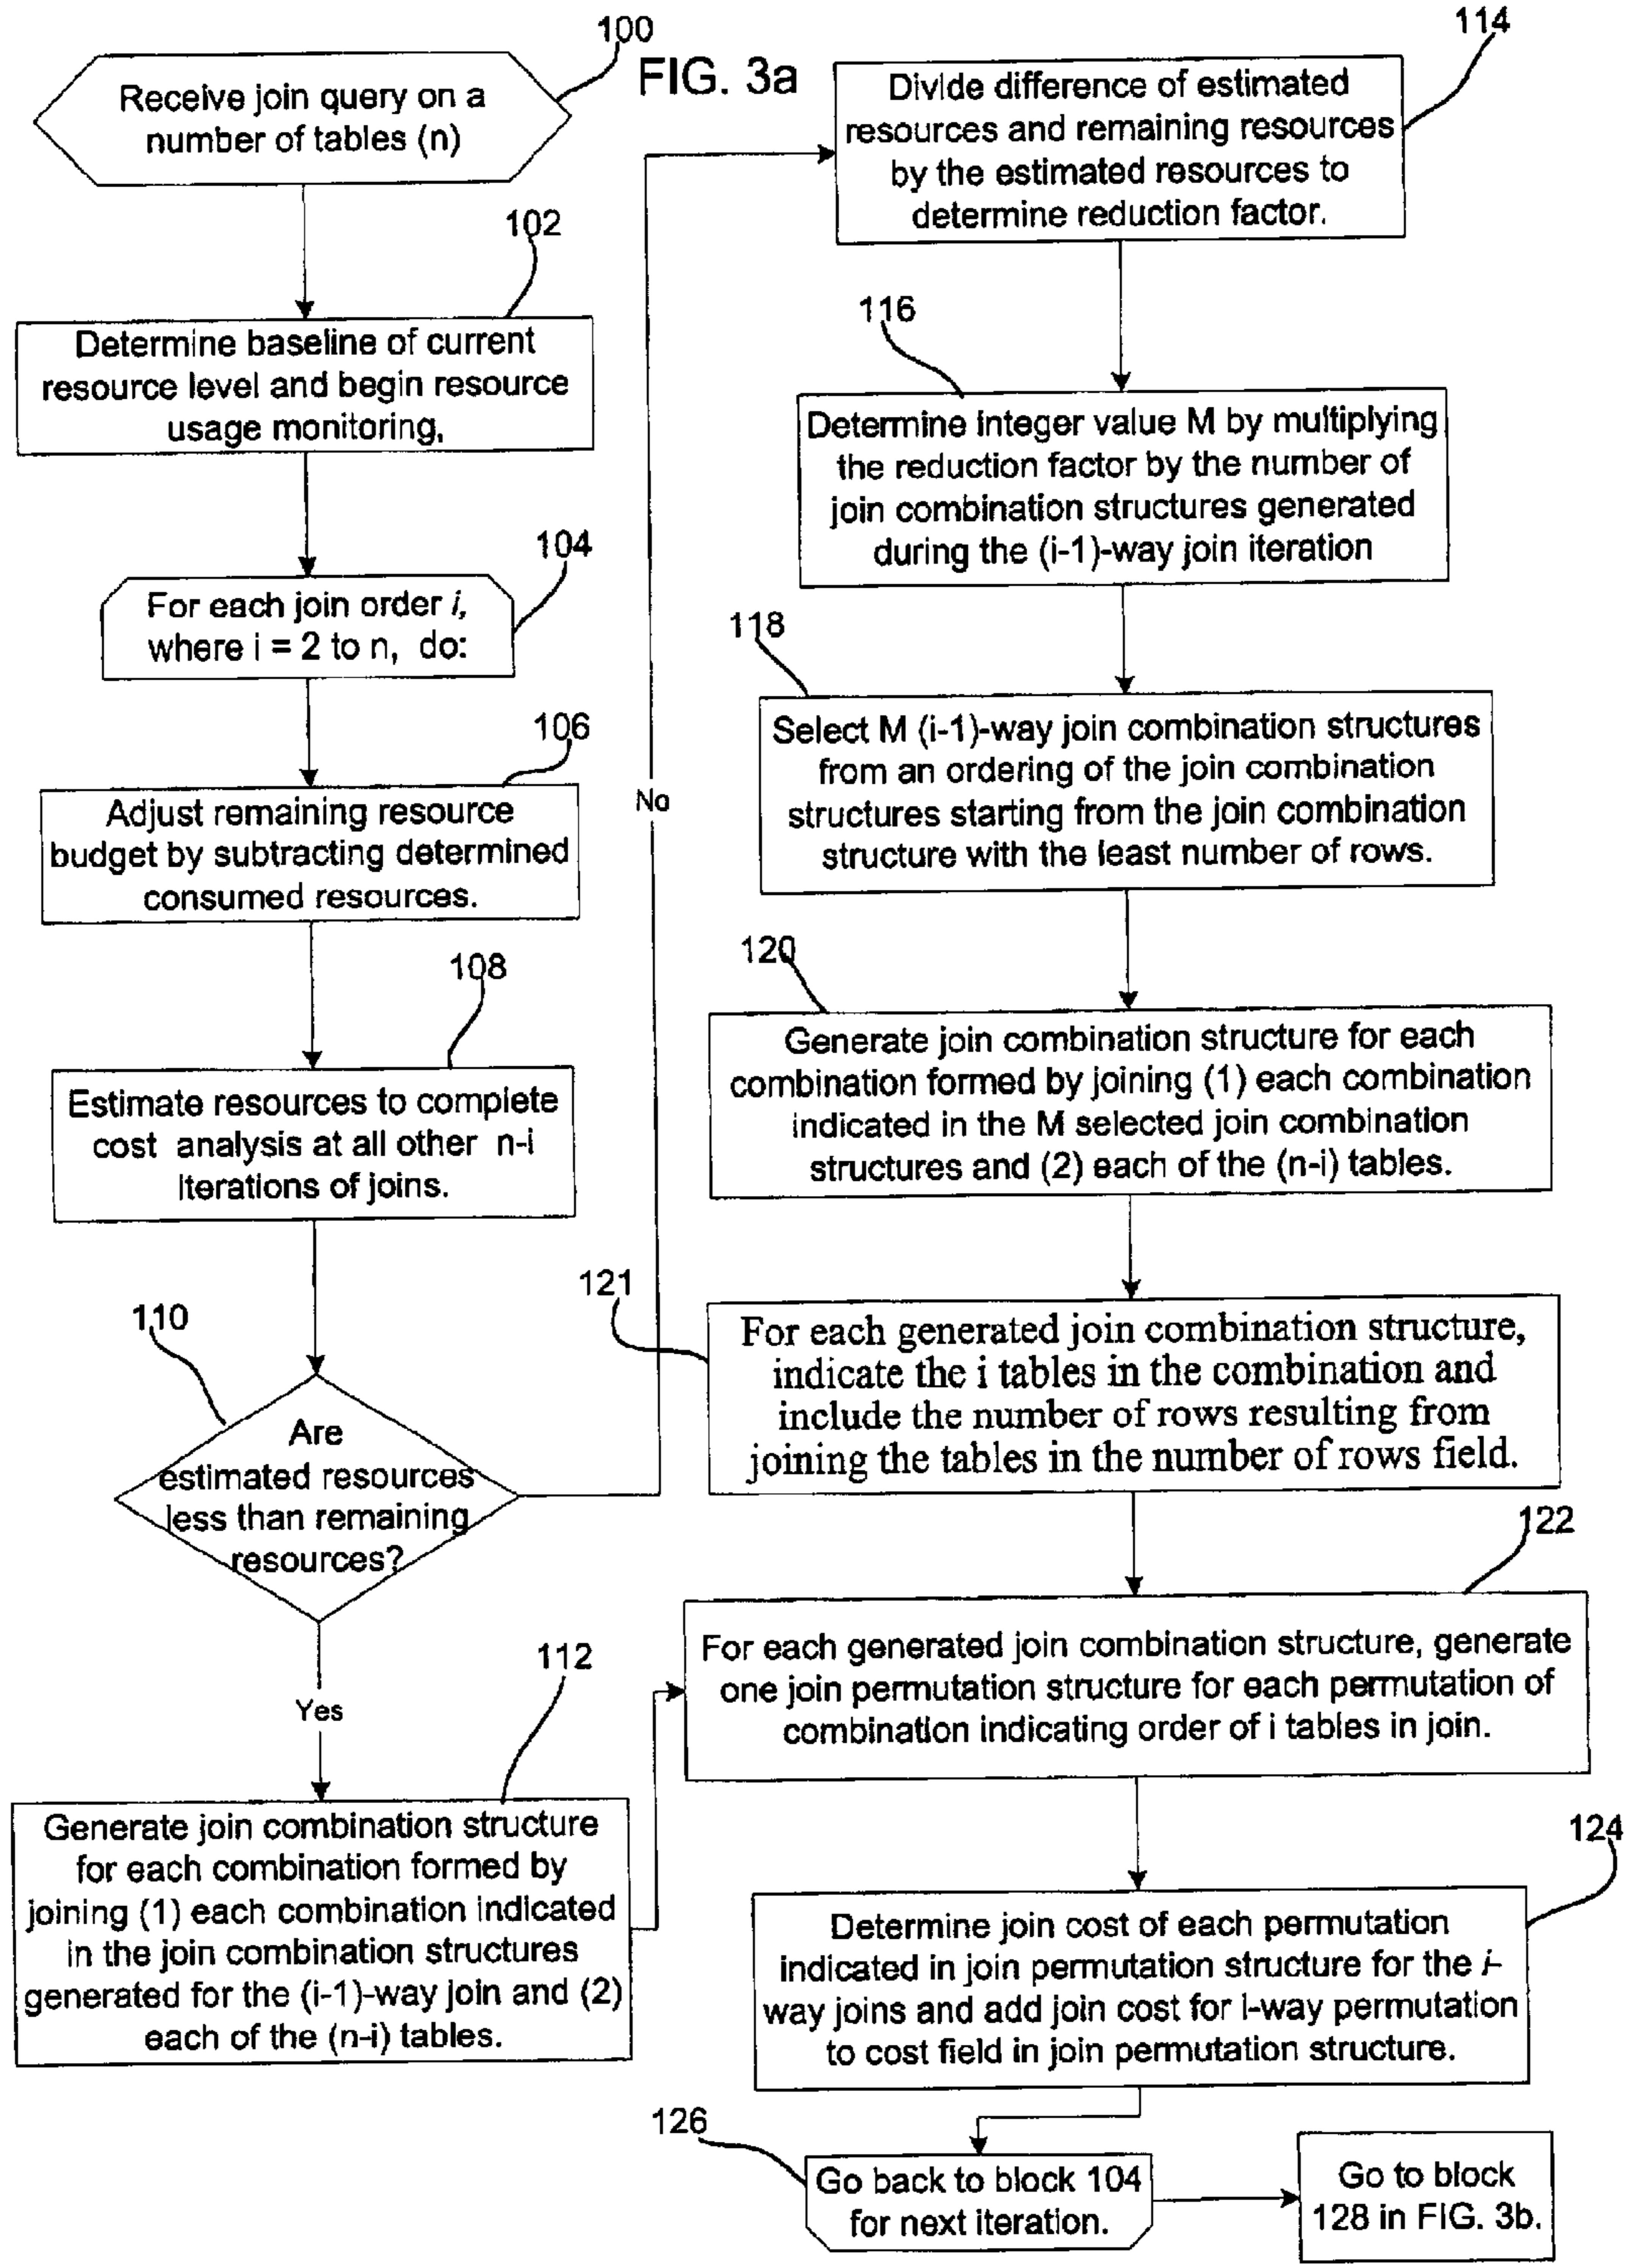 100
FIG. 3a
Receive join query on a
number of tables (n)
102
Determine baseline of current
resource level and begin resource
usage monitoring,
104
For each join order i,
where i = 2 to n, do:
106
Adjust remaining resource
budget by subtracting determined
consumed resources.
108
Estimate resources to complete
cost analysis at all other n-i
iterations of joins.
110
Are
estimated resources
less than remaining
resources?
No
Yes
112
Generate join combination structure
for each combination formed by
joining (1) each combination indicated
in the join combination structures
generated for the (i-1)-way join and (2)
each of the (n-i) tables.
114
Divide difference of estimated
resources and remaining resources
by the estimated resources to
determine reduction factor.
116
Determine integer value M by multiplying
the reduction factor by the number of
join combination structures generated
during the (i-1)-way join iteration
118
Select M (i-1)-way join combination structures
from an ordering of the join combination
structures starting from the join combination
structure with the least number of rows.
120
Generate join combination structure for each
combination formed by joining (1) each combination
indicated in the M selected join combination
structures and (2) each of the (n-i) tables.
121
For each generated join combination structure,
indicate the i tables in the combination and
include the number of rows resulting from
joining the tables in the number of rows field.
122
For each generated join combination structure, generate
one join permutation structure for each permutation of
combination indicating order of i tables in join.
124
Determine join cost of each permutation
indicated in join permutation structure for the i-
way joins and add join cost for I-way permutation
to cost field in join permutation structure.
126
Go back to block 104
for next iteration.
Go to block
128 in FIG. 3b.